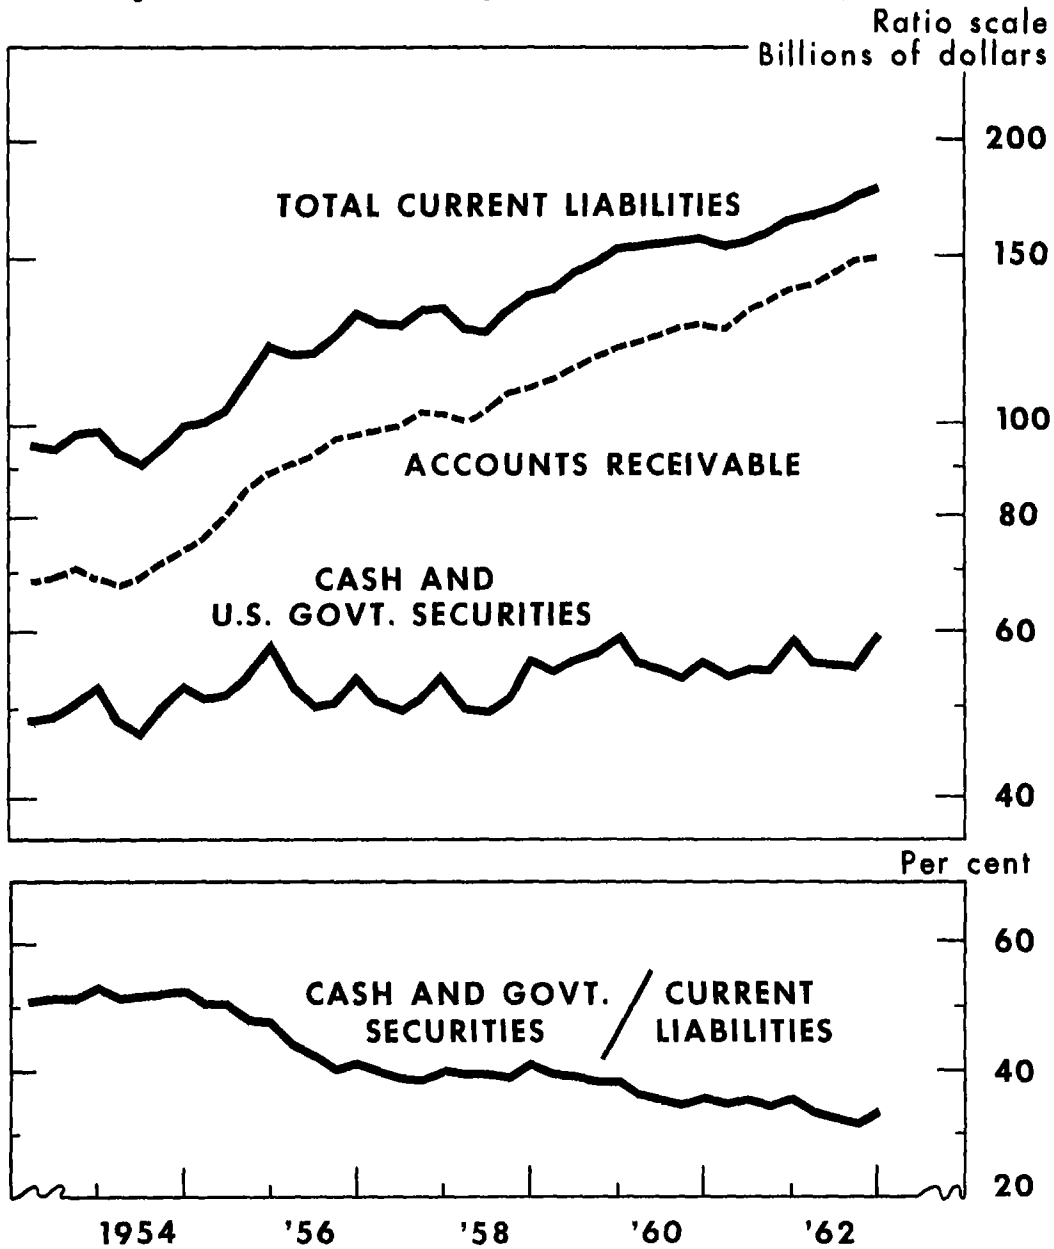 Ratio scale
Billions of dollars
200
TOTAL CURRENT LIABILITIES
150
100
ACCOUNTS RECEIVABLE
80
CASH AND
U.S. GOVT. SECURITIES
60
40
Per cent
60
CASH AND GOVT. / CURRENT
SECURITIES LIABILITIES
40
20
1954 '56 '58 '60 '62